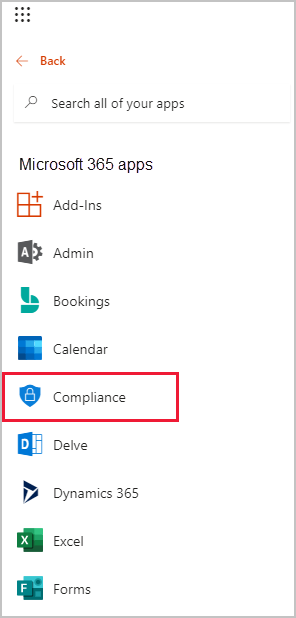 Back
Search all of your apps
Microsoft 365 apps
Add-Ins
Admin
Bookings
Calendar
Compliance
Delve
Dynamics 365
Excel
Forms